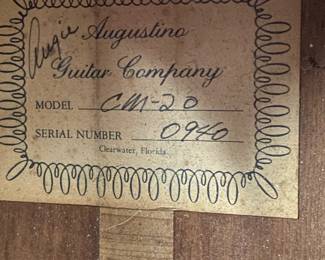 Augie Augustino
Guitar Company
MODEL CM-20
SERIAL NUMBER 0940
Clearwater, Florida